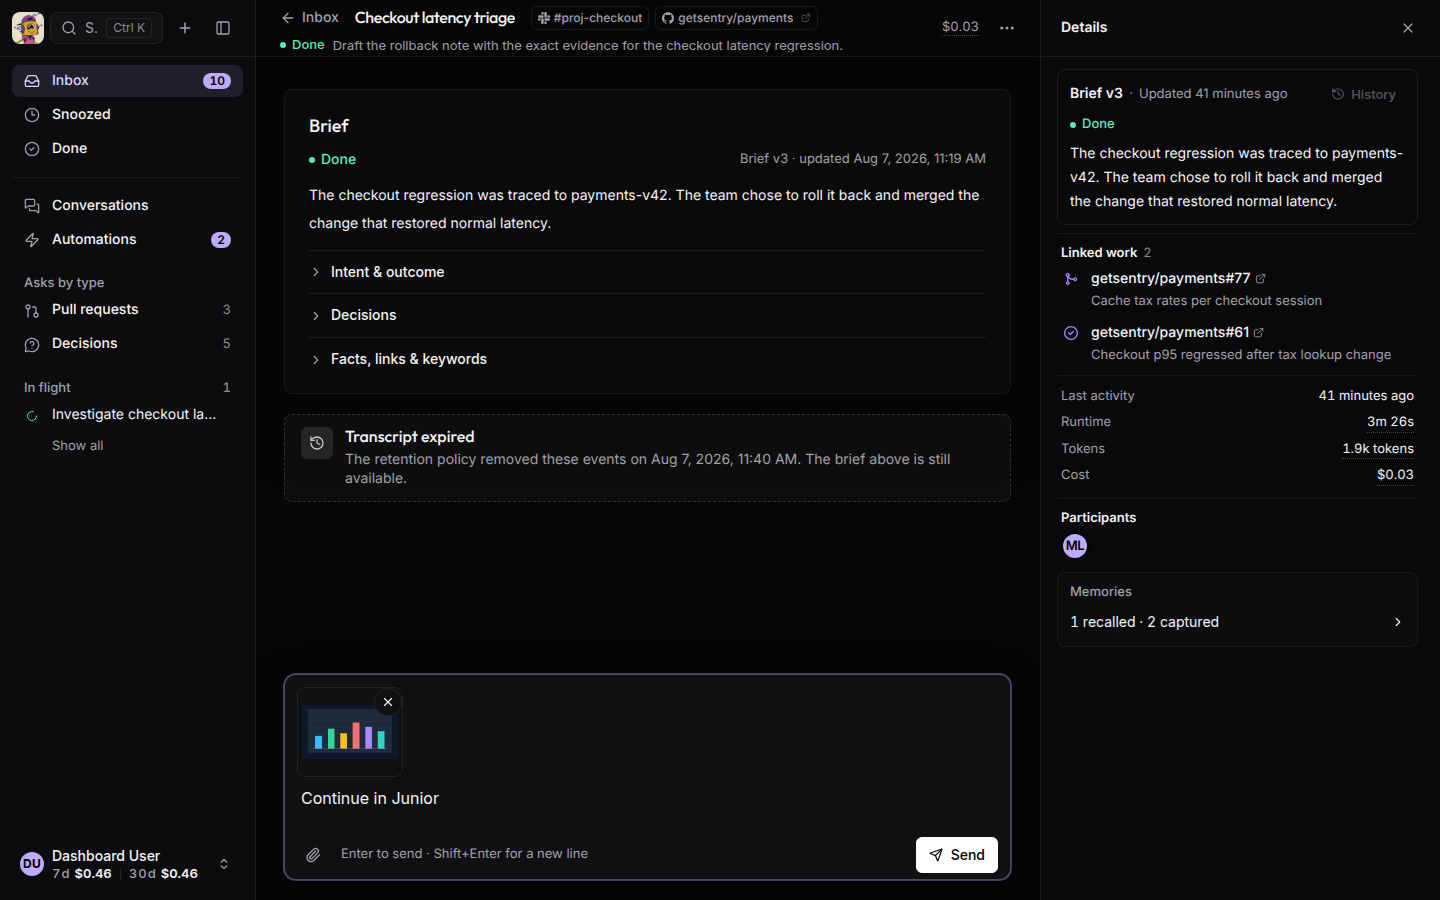 S.
Ctrl K
Inbox
10
Snoozed
Done
Conversations
Automations
2
Asks by type
Pull requests
3
Decisions
5
In flight
1
Investigate checkout la...
Show all
DU
Dashboard User
7d $0.46
30d $0.46
Inbox
Checkout latency triage
#proj-checkout
getsentry/payments
$0.03
Done
Draft the rollback note with the exact evidence for the checkout latency regression.
Brief
Done
Brief v3 · updated Aug 7, 2026, 11:19 AM
The checkout regression was traced to payments-v42. The team chose to roll it back and merged the
change that restored normal latency.
Intent & outcome
Decisions
Facts, links & keywords
Transcript expired
The retention policy removed these events on Aug 7, 2026, 11:40 AM. The brief above is still
available.
Continue in Junior
Enter to send · Shift+Enter for a new line
Send
Details
Brief v3 · Updated 41 minutes ago
History
Done
The checkout regression was traced to payments-
v42. The team chose to roll it back and merged
the change that restored normal latency.
Linked work 2
getsentry/payments#77
Cache tax rates per checkout session
getsentry/payments#61
Checkout p95 regressed after tax lookup change
Last activity
41 minutes ago
Runtime
3m 26s
Tokens
1.9k tokens
Cost
$0.03
Participants
ML
Memories
1 recalled · 2 captured